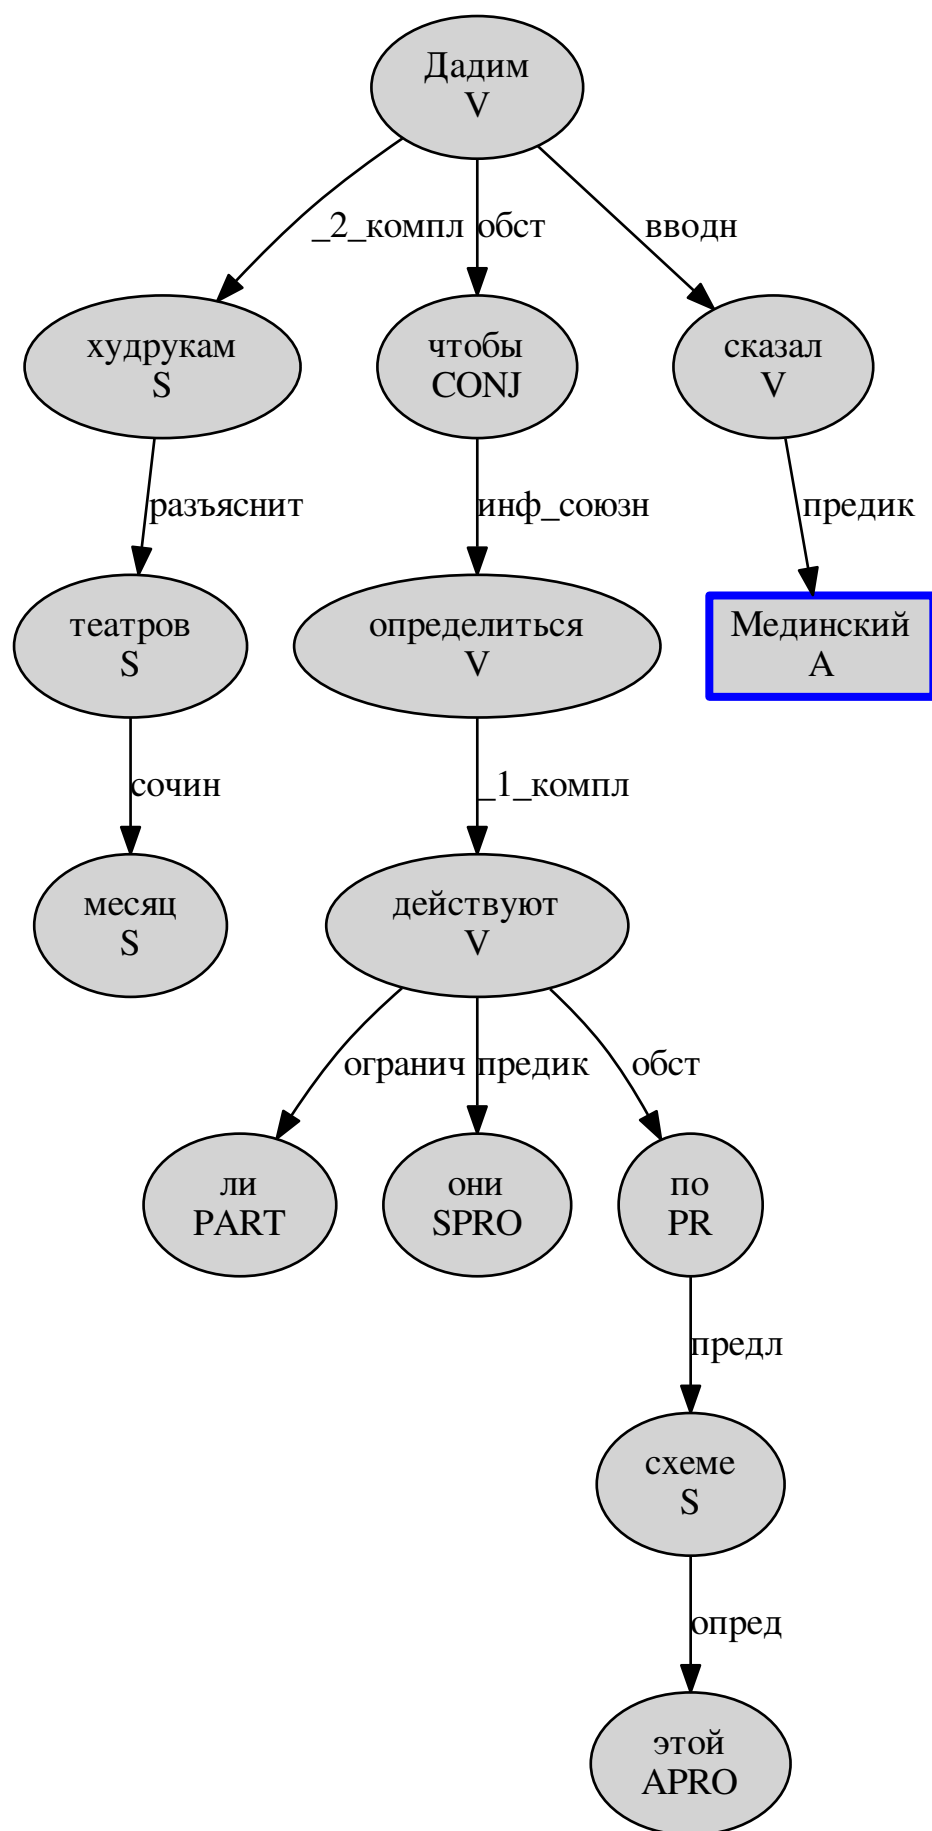 Дадим
V
_2_компл
обст
вводн
худрукам
S
чтобы
CONJ
сказал
V
разъяснит
инф_союзн
предик
театров
S
определиться
V
Мединский
A
сочин
_1_компл
месяц
S
действуют
V
огранич
предик
обст
ли
PART
они
SPRO
по
PR
предл
схеме
S
опред
этой
APRO